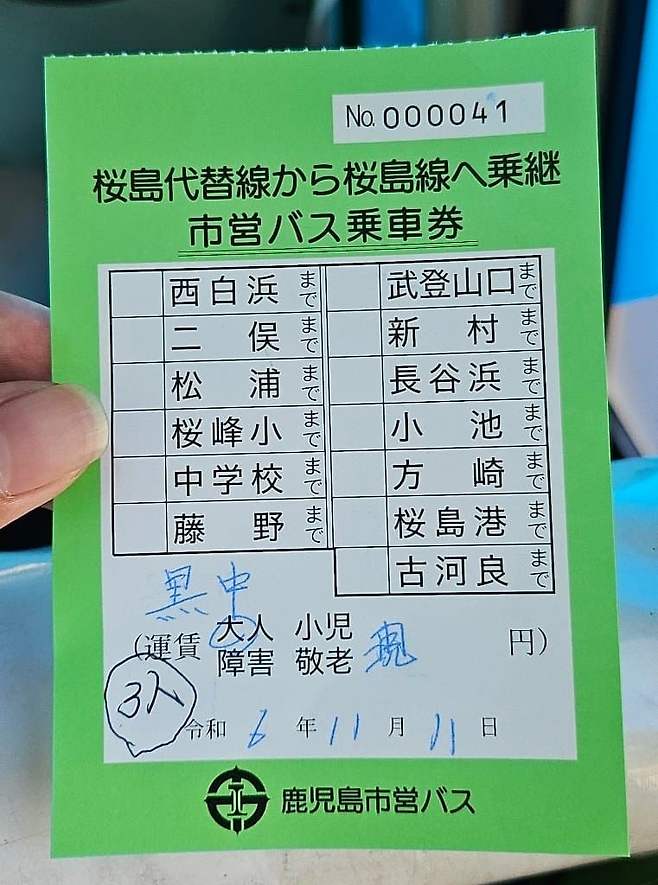 No. 000041
桜島代替線から桜島線へ乗継
市営バス乗車券
西白浜まで
二俣まで
松浦まで
桜峰小まで
中学校まで
藤野まで
武登山口まで
新村まで
長谷浜まで
小池まで
方崎まで
桜島港まで
古河良まで
黒中
(運賃 大人 小児 円)
障害 敬老 現
3人
令和 6 年 11 月 11 日
鹿児島市営バス